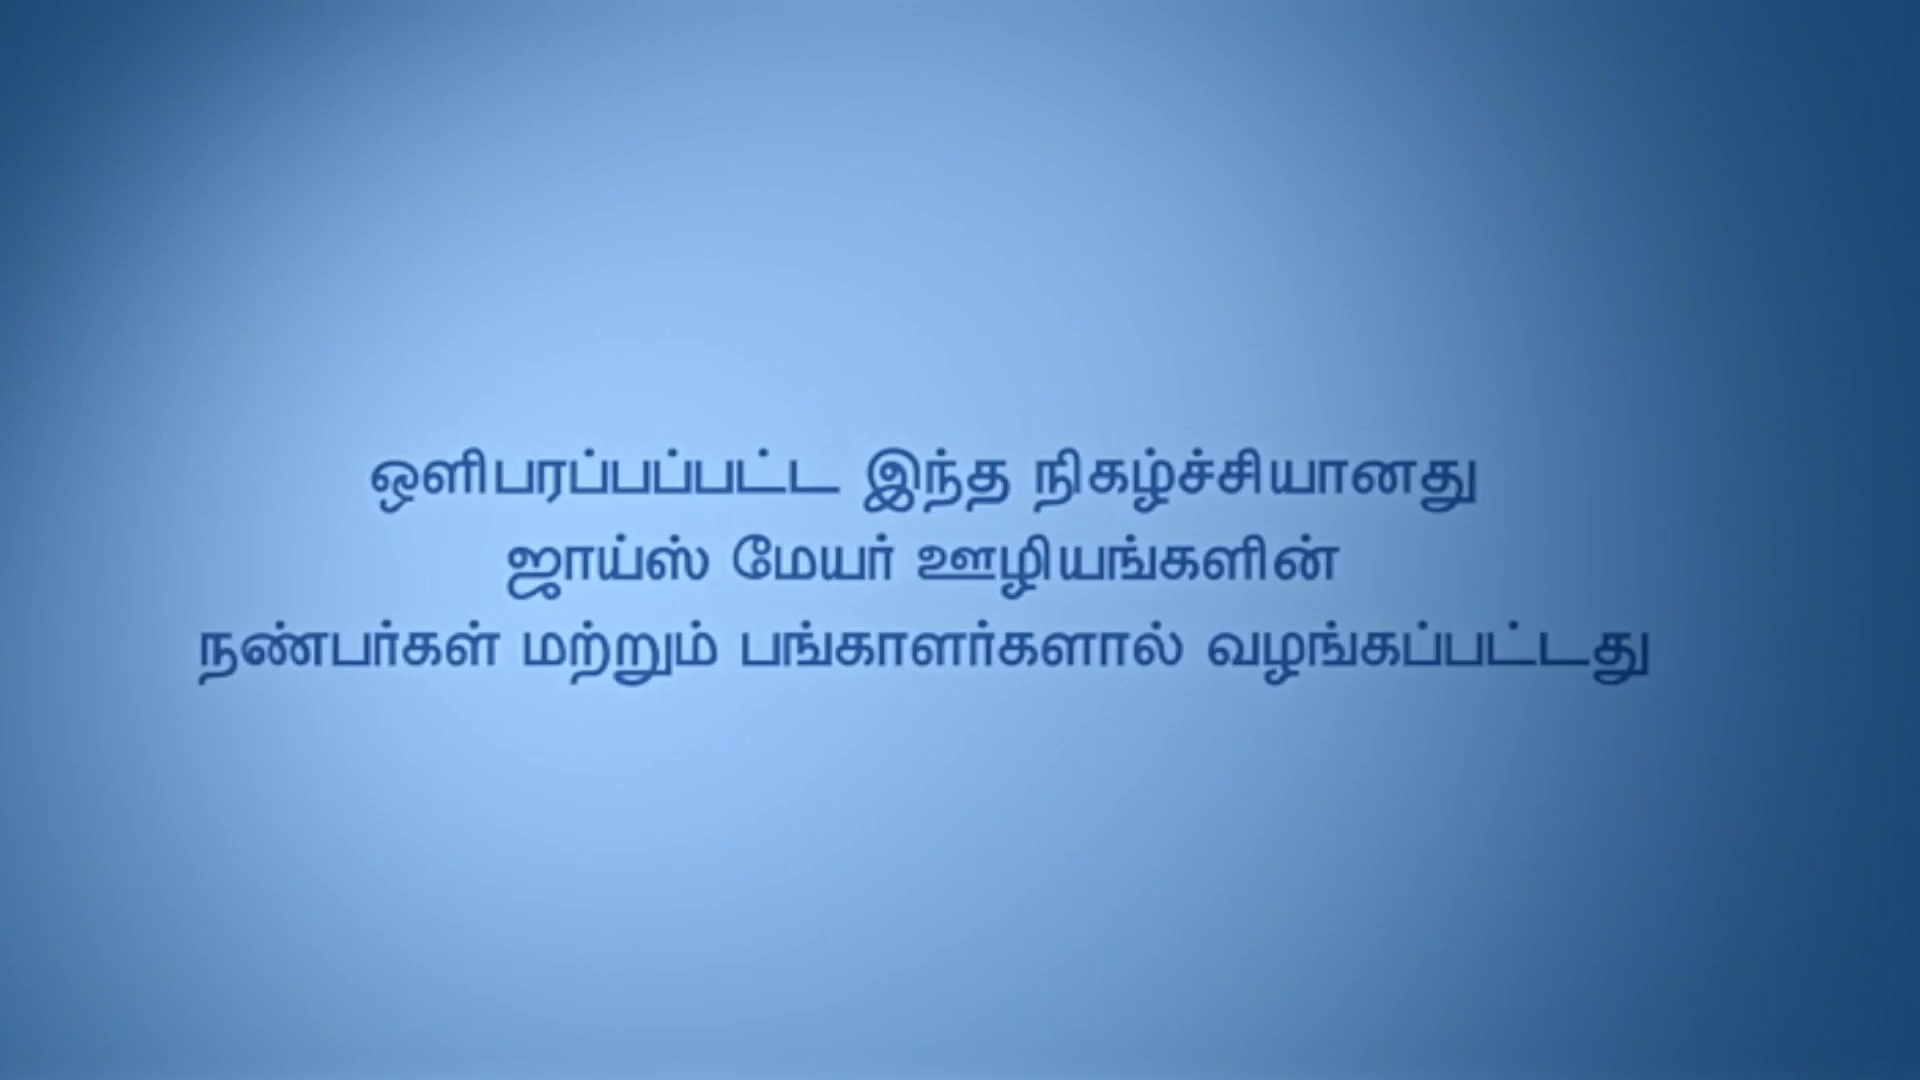 ஒளிபரப்பப்பட்ட இந்த நிகழ்ச்சியானது
ஜாய்ஸ் மேயர் ஊழியங்களின்
நண்பர்கள் மற்றும் பங்காளர்களால் வழங்கப்பட்டது